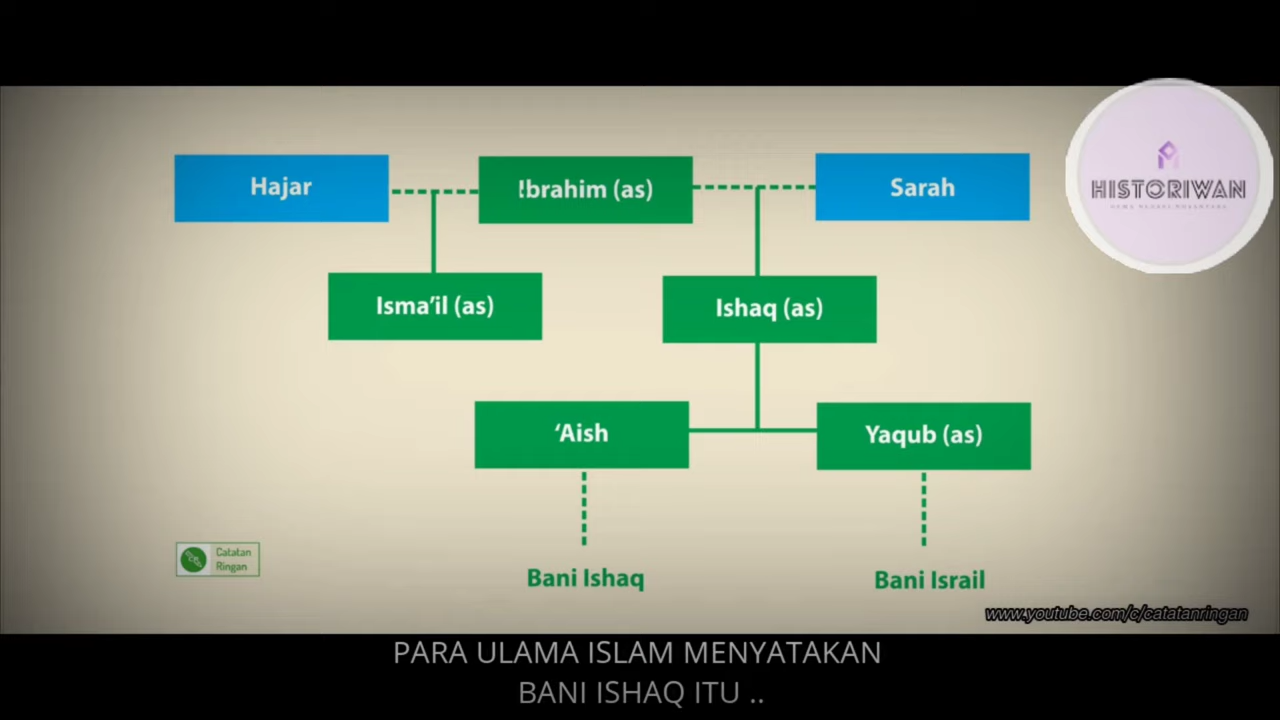 Hajar
Ibrahim (as)
Sarah
HISTORIWAN
Isma'il (as)
Ishaq (as)
'Aish
Yaqub (as)
Catatan
Ringan
Bani Ishaq
Bani Israil
www.youtube.com/c/catatanringan
PARA ULAMA ISLAM MENYATAKAN
BANI ISHAQ ITU ..